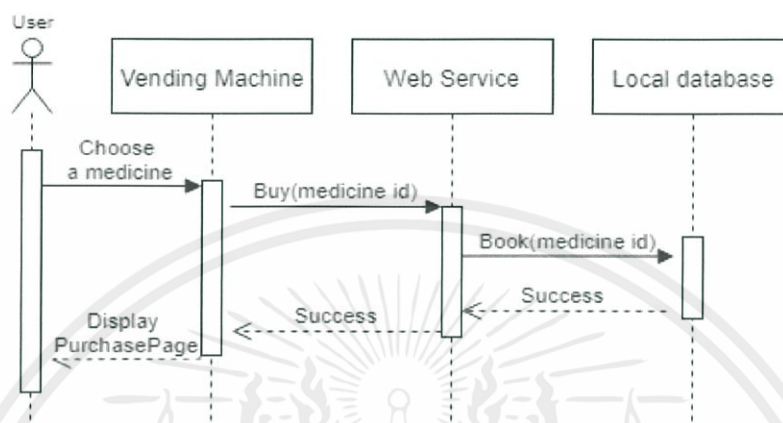 User
Vending Machine
Web Service
Local database
Choose
a medicine
Buy(medicine id)
Book(medicine id)
Success
Success
Display
PurchasePage